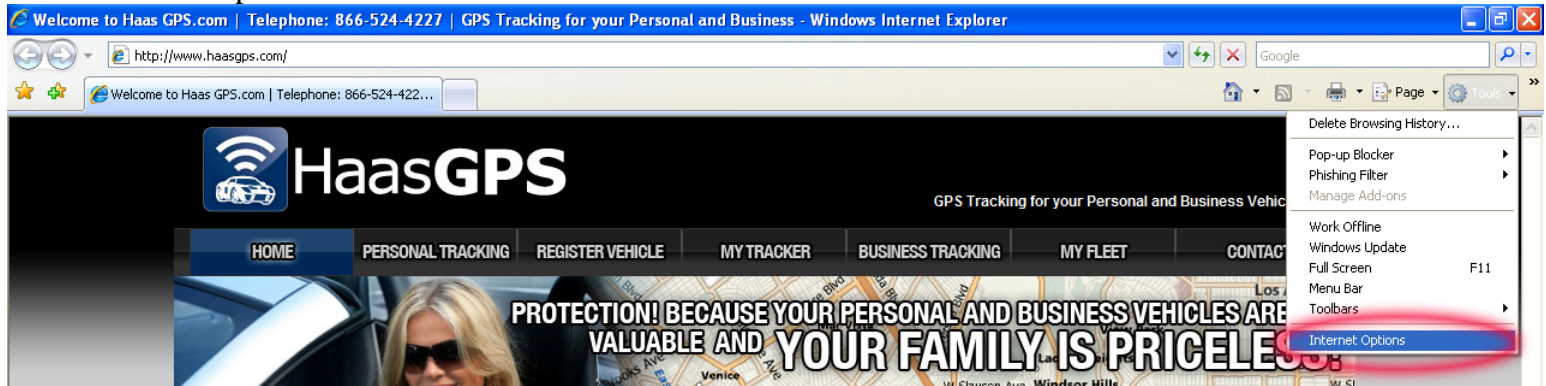 Welcome to Haas GPS.com | Telephone: 866-524-4227 | GPS Tracking for your Personal and Business - Windows Internet Explorer
http://www.haasgps.com/
Google
Welcome to Haas GPS.com | Telephone: 866-524-422...
Page
Tools
»
Delete Browsing History...
Pop-up Blocker
Phishing Filter
Manage Add-ons
Work Offline
Windows Update
Full Screen F11
Menu Bar
Toolbars
Internet Options
HaasGPS
GPS Tracking for your Personal and Business Vehic
HOME PERSONAL TRACKING REGISTER VEHICLE MY TRACKER BUSINESS TRACKING MY FLEET CONTACT
PROTECTION! BECAUSE YOUR PERSONAL AND BUSINESS VEHICLES ARE
VALUABLE AND YOUR FAMILY IS PRICELESS!
Venice
W Slauson Ave Windsor Hills